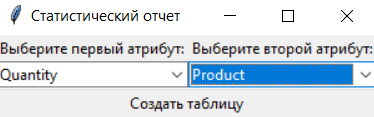 Статистический отчет
Выберите первый атрибут: Выберите второй атрибут:
Quantity Product
Создать таблицу